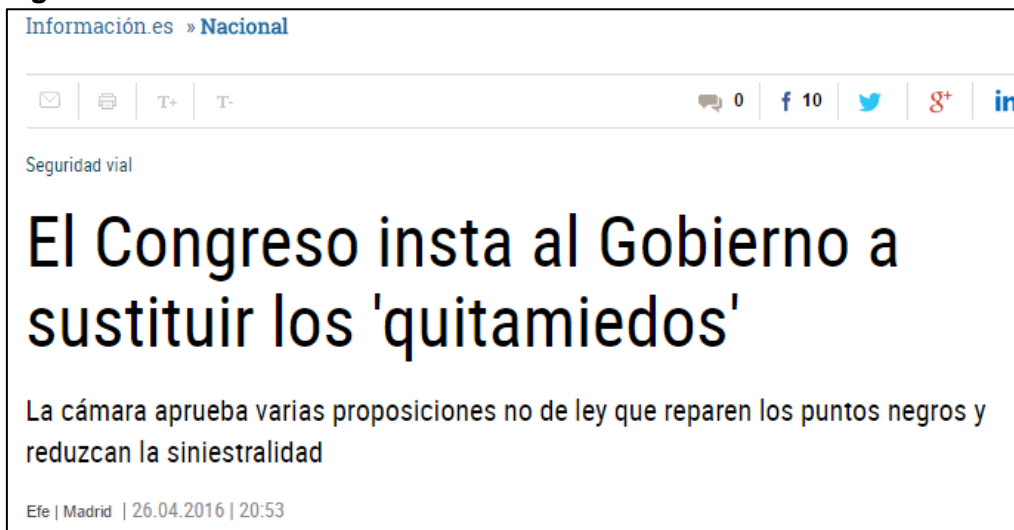 Información.es » Nacional
T+ T- 0 f 10 g+ in
Seguridad vial
El Congreso insta al Gobierno a
sustituir los 'quitamiedos'
La cámara aprueba varias proposiciones no de ley que reparen los puntos negros y
reduzcan la siniestralidad
Efe | Madrid | 26.04.2016 | 20:53